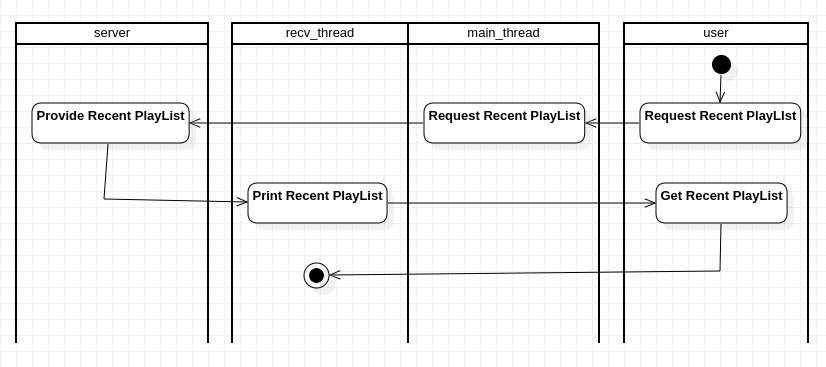 server
recv_thread
main_thread
user
Provide Recent PlayList
Request Recent PlayList
Request Recent PlayLIst
Print Recent PlayList
Get Recent PlayList